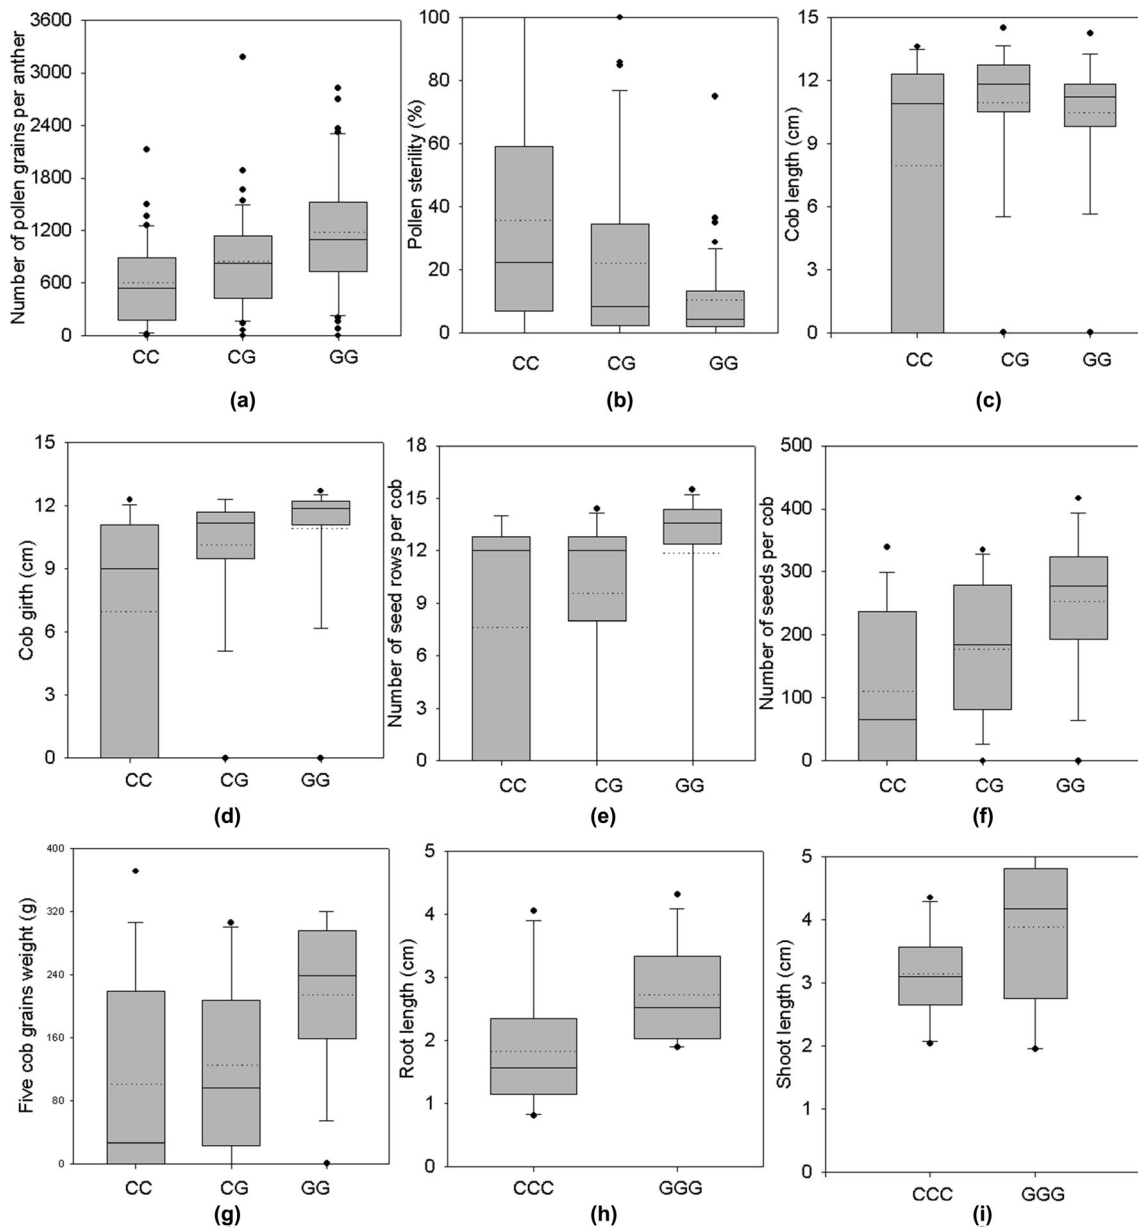 Number of pollen grains per anther
3600
3000
2400
1800
1200
600
0
CC CG GG
(a)
Pollen sterility (%)
100
80
60
40
20
0
CC CG GG
(b)
Cob length (cm)
15
12
9
6
3
0
CC CG GG
(c)
Cob girth (cm)
15
12
9
6
3
0
CC CG GG
(d)
Number of seed rows per cob
18
15
12
9
6
3
0
CC CG GG
(e)
Number of seeds per cob
500
400
300
200
100
0
CC CG GG
(f)
Five cob grains weight (g)
400
320
240
160
80
0
CC CG GG
(g)
Root length (cm)
5
4
3
2
1
0
CCC GGG
(h)
Shoot length (cm)
5
4
3
2
1
0
CCC GGG
(i)